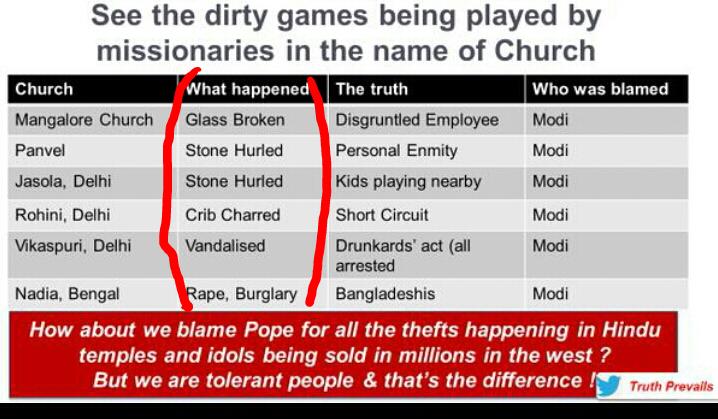 See the dirty games being played by
missionaries in the name of Church
Church What happened The truth Who was blamed
Mangalore Church Glass Broken Disgruntled Employee Modi
Panvel Stone Hurled Personal Enmity Modi
Jasola, Delhi Stone Hurled Kids playing nearby Modi
Rohini, Delhi Crib Charred Short Circuit Modi
Vikaspuri, Delhi Vandalised Drunkards' act (all Modi
arrested
Nadia, Bengal Rape, Burglary Bangladeshis Modi
How about we blame Pope for all the thefts happening in Hindu
temples and idols being sold in millions in the west ?
But we are tolerant people & that's the difference !
Truth Prevails